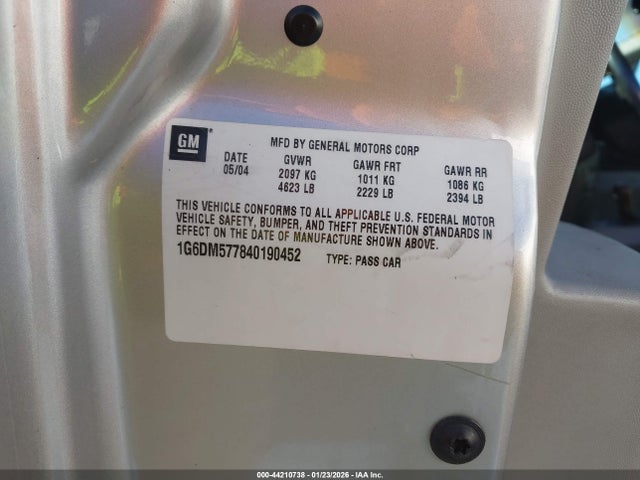 GM
MFD BY GENERAL MOTORS CORP
DATE GVWR GAWR FRT GAWR RR
05/04 2097 KG 1011 KG 1086 KG
4623 LB 2229 LB 2394 LB
THIS VEHICLE CONFORMS TO ALL APPLICABLE U.S. FEDERAL MOTOR
VEHICLE SAFETY, BUMPER, AND THEFT PREVENTION STANDARDS IN
EFFECT ON THE DATE OF MANUFACTURE SHOWN ABOVE.
1G6DM577840190452 TYPE: PASS CAR
000-44210738 - 01/23/2026 - IAA Inc.